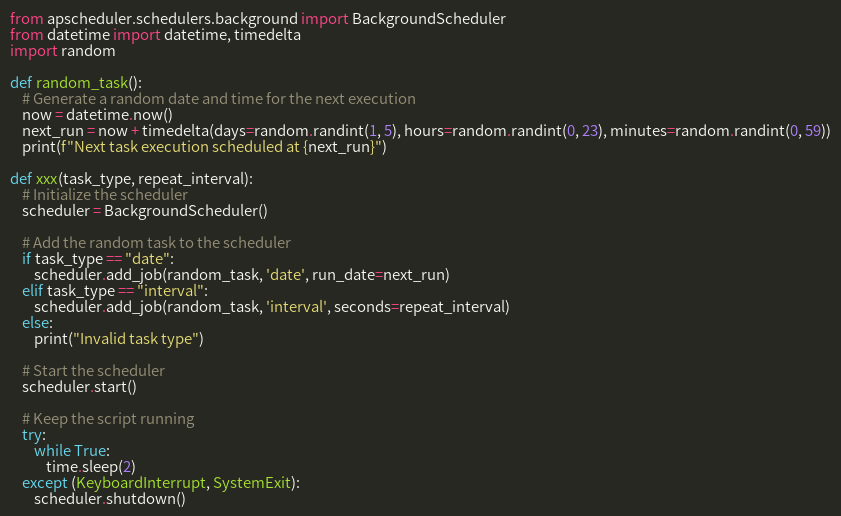 from apscheduler.schedulers.background import BackgroundScheduler
from datetime import datetime, timedelta
import random

def random_task():
    # Generate a random date and time for the next execution
    now = datetime.now()
    next_run = now + timedelta(days=random.randint(1, 5), hours=random.randint(0, 23), minutes=random.randint(0, 59))
    print(f"Next task execution scheduled at {next_run}")

def xxx(task_type, repeat_interval):
    # Initialize the scheduler
    scheduler = BackgroundScheduler()

    # Add the random task to the scheduler
    if task_type == "date":
        scheduler.add_job(random_task, 'date', run_date=next_run)
    elif task_type == "interval":
        scheduler.add_job(random_task, 'interval', seconds=repeat_interval)
    else:
        print("Invalid task type")

    # Start the scheduler
    scheduler.start()

    # Keep the script running
    try:
        while True:
            time.sleep(2)
    except (KeyboardInterrupt, SystemExit):
        scheduler.shutdown()